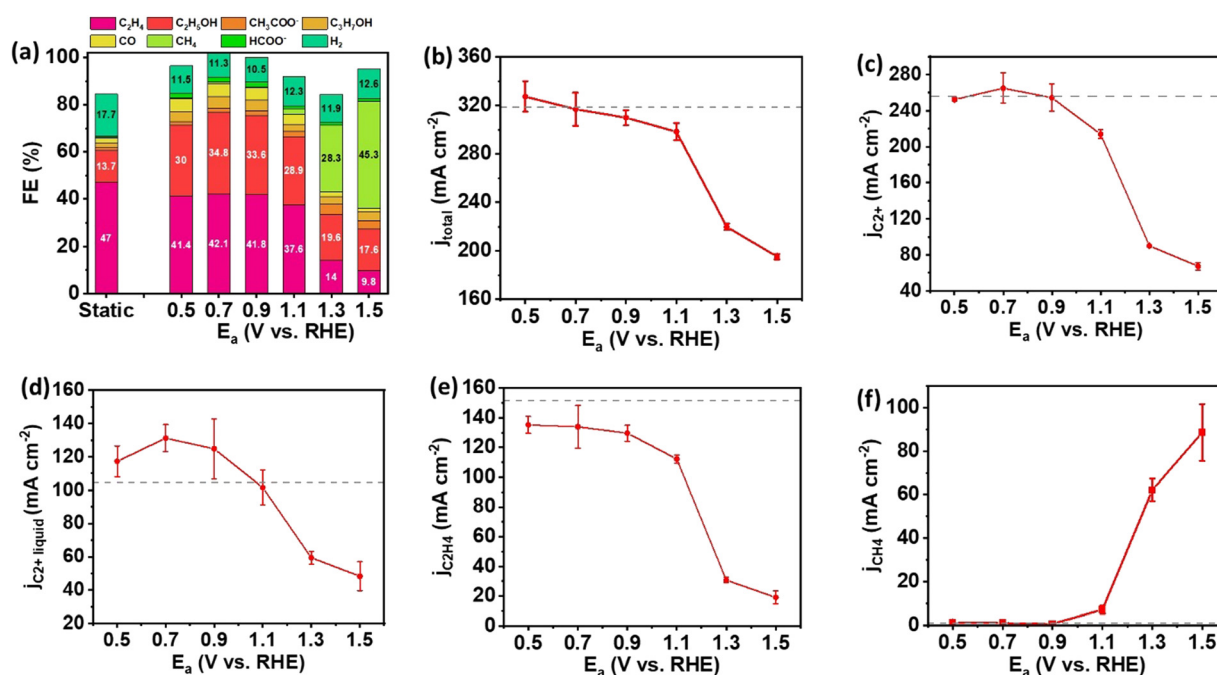 C₂H₄ C₂H₅OH CH₃COO⁻ C₃H₇OH
CO CH₄ HCOO⁻ H₂
(a)
FE (%)
100
80
60
40
20
0
17.7
13.7
47
11.5
30
41.4
11.3
34.8
42.1
10.5
33.6
41.8
12.3
28.9
37.6
11.9
28.3
19.6
14
12.6
45.3
17.6
9.8
Static 0.5 0.7 0.9 1.1 1.3 1.5
Eₐ (V vs. RHE)
(b)
j_total (mA cm⁻²)
360
320
280
240
200
160
0.5 0.7 0.9 1.1 1.3 1.5
Eₐ (V vs. RHE)
(c)
j_C2+ (mA cm⁻²)
280
240
200
160
120
80
40
0.5 0.7 0.9 1.1 1.3 1.5
Eₐ (V vs. RHE)
(d)
j_C2+ liquid (mA cm⁻²)
160
140
120
100
80
60
40
20
0.5 0.7 0.9 1.1 1.3 1.5
Eₐ (V vs. RHE)
(e)
j_C2H4 (mA cm⁻²)
160
140
120
100
80
60
40
20
0
0.5 0.7 0.9 1.1 1.3 1.5
Eₐ (V vs. RHE)
(f)
j_CH4 (mA cm⁻²)
100
80
60
40
20
0
0.5 0.7 0.9 1.1 1.3 1.5
Eₐ (V vs. RHE)